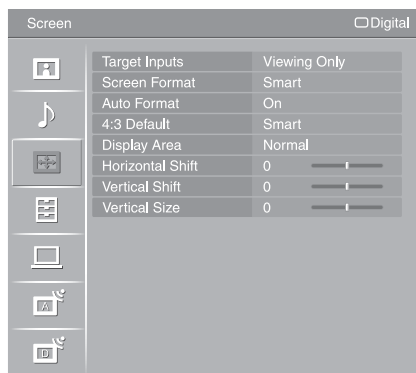 Screen Digital
Target Inputs Viewing Only
Screen Format Smart
Auto Format On
4:3 Default Smart
Display Area Normal
Horizontal Shift 0
Vertical Shift 0
Vertical Size 0
A
D